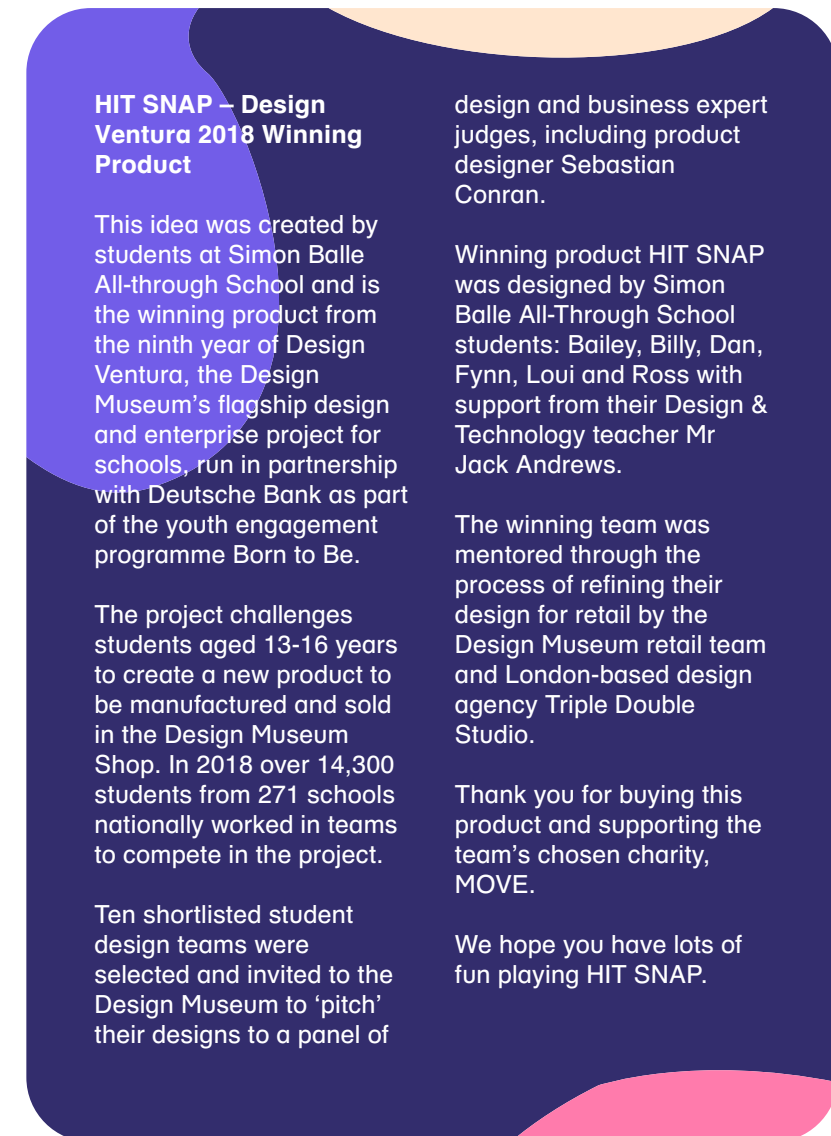 HIT SNAP – Design
Ventura 2018 Winning
Product
This idea was created by
students at Simon Balle
All-through School and is
the winning product from
the ninth year of Design
Ventura, the Design
Museum’s flagship design
and enterprise project for
schools, run in partnership
with Deutsche Bank as part
of the youth engagement
programme Born to Be.
The project challenges
students aged 13-16 years
to create a new product to
be manufactured and sold
in the Design Museum
Shop. In 2018 over 14,300
students from 271 schools
nationally worked in teams
to compete in the project.
Ten shortlisted student
design teams were
selected and invited to the
Design Museum to ‘pitch’
their designs to a panel of
design and business expert
judges, including product
designer Sebastian
Conran.
Winning product HIT SNAP
was designed by Simon
Balle All-Through School
students: Bailey, Billy, Dan,
Fynn, Loui and Ross with
support from their Design &
Technology teacher Mr
Jack Andrews.
The winning team was
mentored through the
process of refining their
design for retail by the
Design Museum retail team
and London-based design
agency Triple Double
Studio.
Thank you for buying this
product and supporting the
team’s chosen charity,
MOVE.
We hope you have lots of
fun playing HIT SNAP.